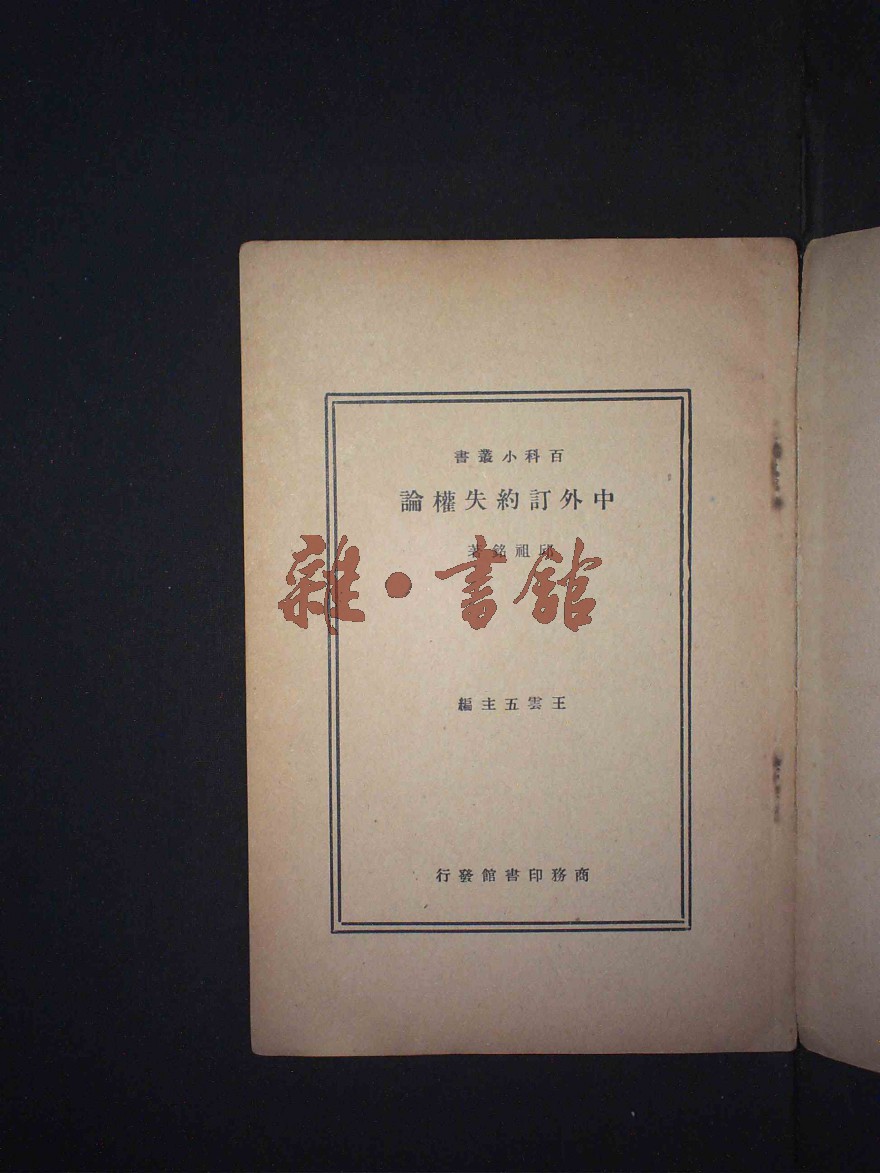 百科小叢書
中外訂約失權論
邱祖銘著
雜·書館
王雲五主編
商務印書館發行